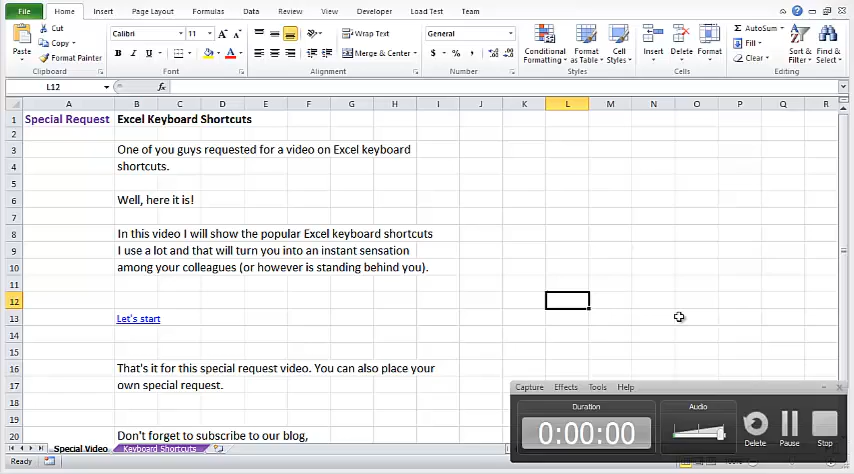 File Home Insert Page Layout Formulas Data Review View Developer Load Test Team
Paste Cut Copy Format Painter Clipboard
Calibri 11 B I U A Font
Wrap Text Merge & Center Alignment
General $ % , Number
Conditional Formatting Format as Table Cell Styles Styles
Insert Delete Format Cells
Σ AutoSum Fill Clear Sort & Filter Find & Select Editing
L12 fx
A B C D E F G H I J K L M N O P Q R
1 Special Request Excel Keyboard Shortcuts
2
3 One of you guys requested for a video on Excel keyboard
4 shortcuts.
5
6 Well, here it is!
7
8 In this video I will show the popular Excel keyboard shortcuts
9 I use a lot and that will turn you into an instant sensation
10 among your colleagues (or however is standing behind you).
11
12
13 Let's start
14
15
16 That's it for this special request video. You can also place your
17 own special request.
18
19
20 Don't forget to subscribe to our blog,
Capture Effects Tools Help
Duration Audio
0:00:00
Delete Pause Stop
Special Video Keyboard Shortcuts
Ready